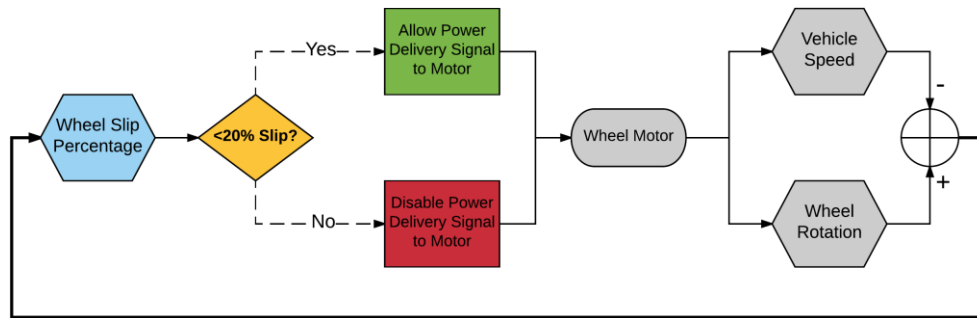 Wheel Slip
Percentage
<20% Slip?
Yes
No
Allow Power
Delivery Signal
to Motor
Disable Power
Delivery Signal
to Motor
Wheel Motor
Vehicle
Speed
Wheel
Rotation
-
+